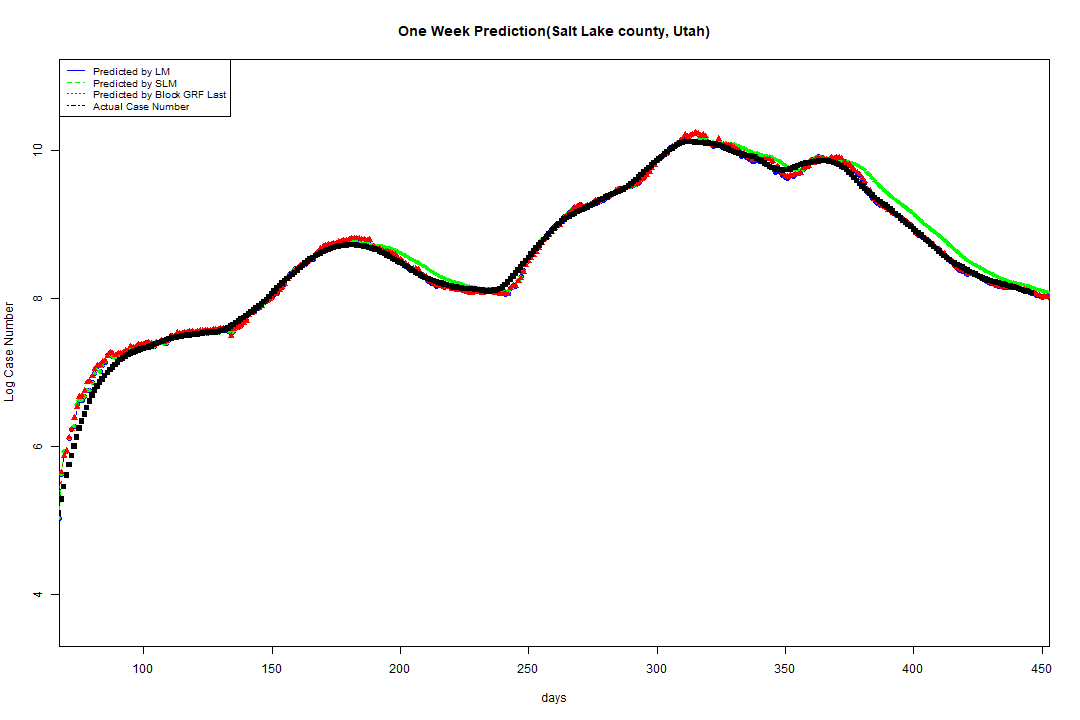 One Week Prediction(Salt Lake county, Utah)
Predicted by LM
Predicted by SLM
Predicted by Block GRF Last
Actual Case Number
Log Case Number
10
8
6
4
100 150 200 250 300 350 400 450
days